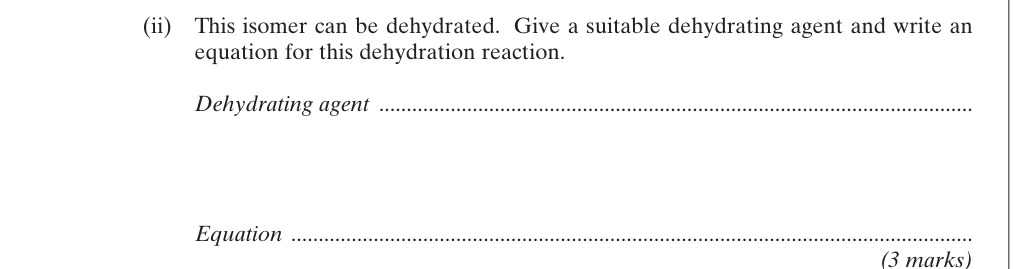 (ii) This isomer can be dehydrated. Give a suitable dehydrating agent and write an
equation for this dehydration reaction.
Dehydrating agent ............................................................................................................
Equation ............................................................................................................................
(3 marks)